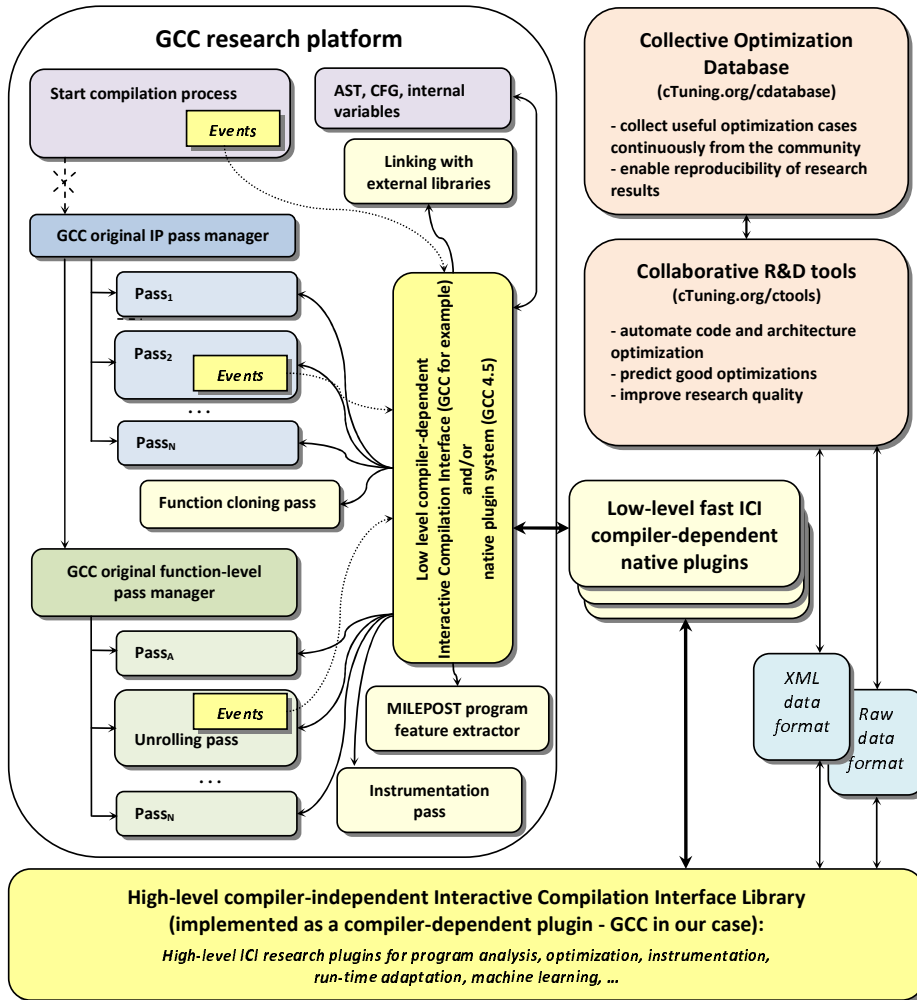 GCC research platform
Start compilation process
Events
AST, CFG, internal
variables
Linking with
external libraries
GCC original IP pass manager
Pass1
Pass2
Events
...
PassN
Function cloning pass
GCC original function-level
pass manager
PassA
Events
Unrolling pass
...
PassN
Low level compiler-dependent
Interactive Compilation Interface (GCC for example)
and/or
native plugin system (GCC 4.5)
MILEPOST program
feature extractor
Instrumentation
pass
Collective Optimization
Database
(cTuning.org/cdatabase)
- collect useful optimization cases
continuously from the community
- enable reproducibility of research
results
Collaborative R&D tools
(cTuning.org/ctools)
- automate code and architecture
optimization
- predict good optimizations
- improve research quality
Low-level fast ICI
compiler-dependent
native plugins
XML
data
format
Raw
data
format
High-level compiler-independent Interactive Compilation Interface Library
(implemented as a compiler-dependent plugin - GCC in our case):
High-level ICI research plugins for program analysis, optimization, instrumentation,
run-time adaptation, machine learning, ...